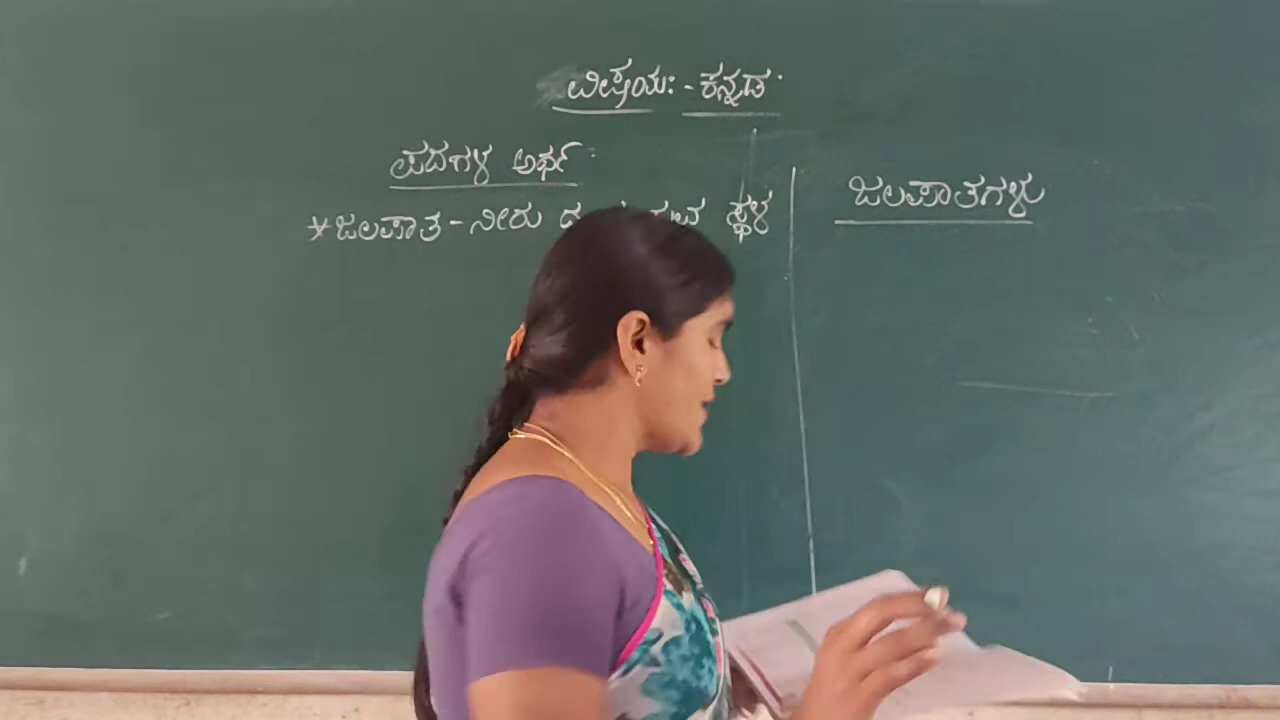 ವಿಷಯ: - ಕನ್ನಡ.
ಪದಗಳ ಅರ್ಥ.
* ಜಲಪಾತ - ನೀರು ಸ್ಥಳ
ಜಲಪಾತಗಳು